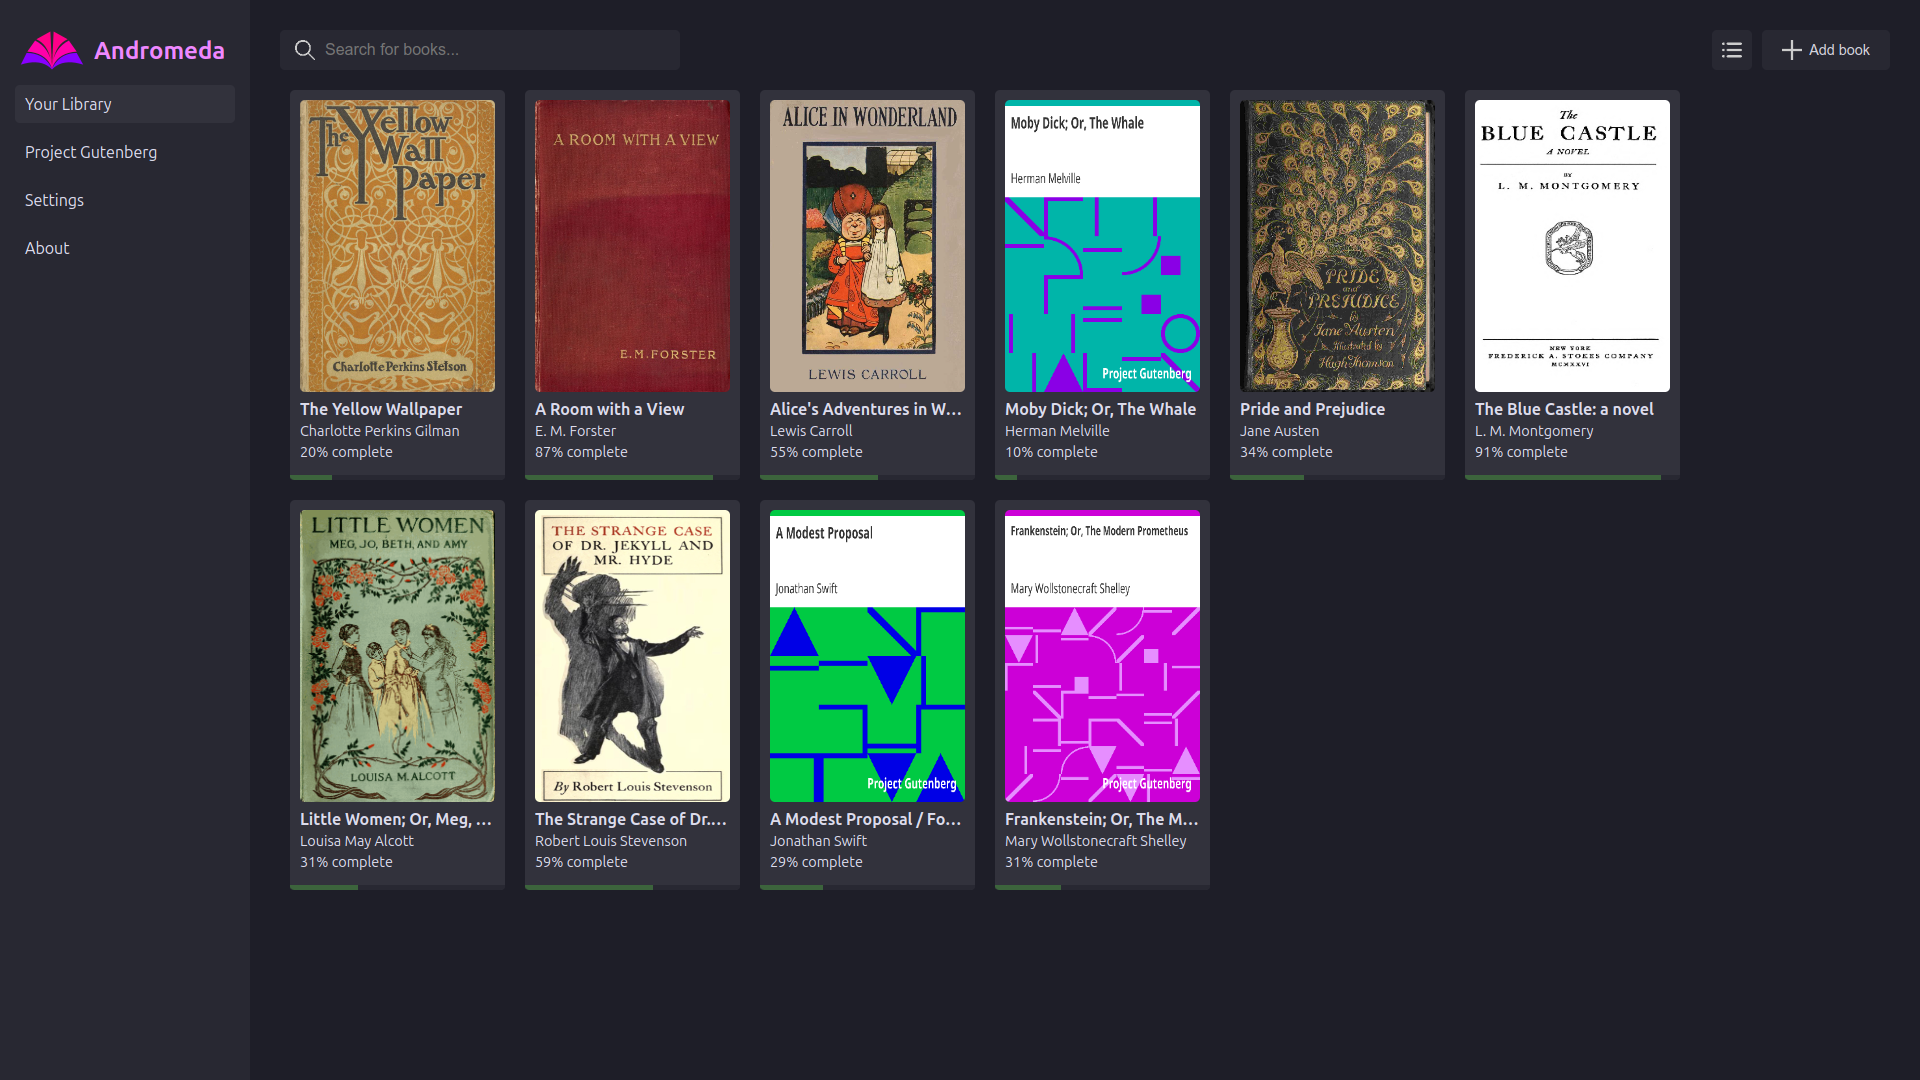 Andromeda
Your Library
Project Gutenberg
Settings
About
Search for books...
Add book
The Yellow Wall Paper
Charlotte Perkins Stetson
The Yellow Wallpaper
Charlotte Perkins Gilman
20% complete
A ROOM WITH A VIEW
E.M.FORSTER
A Room with a View
E. M. Forster
87% complete
ALICE IN WONDERLAND
LEWIS CARROLL
Alice's Adventures in W...
Lewis Carroll
55% complete
Moby Dick; Or, The Whale
Herman Melville
Project Gutenberg
Moby Dick; Or, The Whale
Herman Melville
10% complete
PRIDE
and
PREJUDICE
by
Jane Austen
Illustrated by
Hugh Thomson
Pride and Prejudice
Jane Austen
34% complete
The
BLUE CASTLE
A NOVEL
BY
L. M. MONTGOMERY
NEW YORK
FREDERICK A. STOKES COMPANY
MCMXXVI
The Blue Castle: a novel
L. M. Montgomery
91% complete
LITTLE WOMEN
MEG, JO, BETH, AND AMY
LOUISA M. ALCOTT
Little Women; Or, Meg, ...
Louisa May Alcott
31% complete
THE STRANGE CASE
OF DR. JEKYLL AND
MR. HYDE
By Robert Louis Stevenson
The Strange Case of Dr....
Robert Louis Stevenson
59% complete
A Modest Proposal
Jonathan Swift
Project Gutenberg
A Modest Proposal / Fo...
Jonathan Swift
29% complete
Frankenstein; Or, The Modern Prometheus
Mary Wollstonecraft Shelley
Project Gutenberg
Frankenstein; Or, The M...
Mary Wollstonecraft Shelley
31% complete